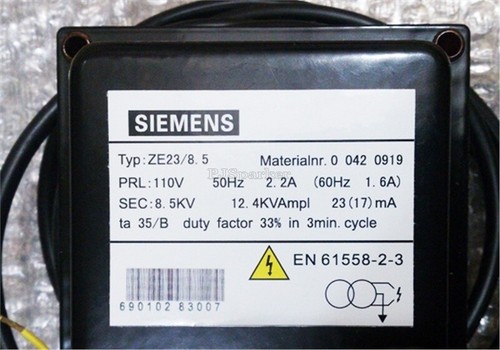 SIEMENS
Typ:ZE23/8.5 Materialnr.0 042 0919
PRL:110V 50Hz 2.2A (60Hz 1.6A)
SEC:8.5KV 12.4KVAmpl 23(17)mA
ta 35/B duty factor 33% in 3min.cycle
EN 61558-2-3
690102 83007